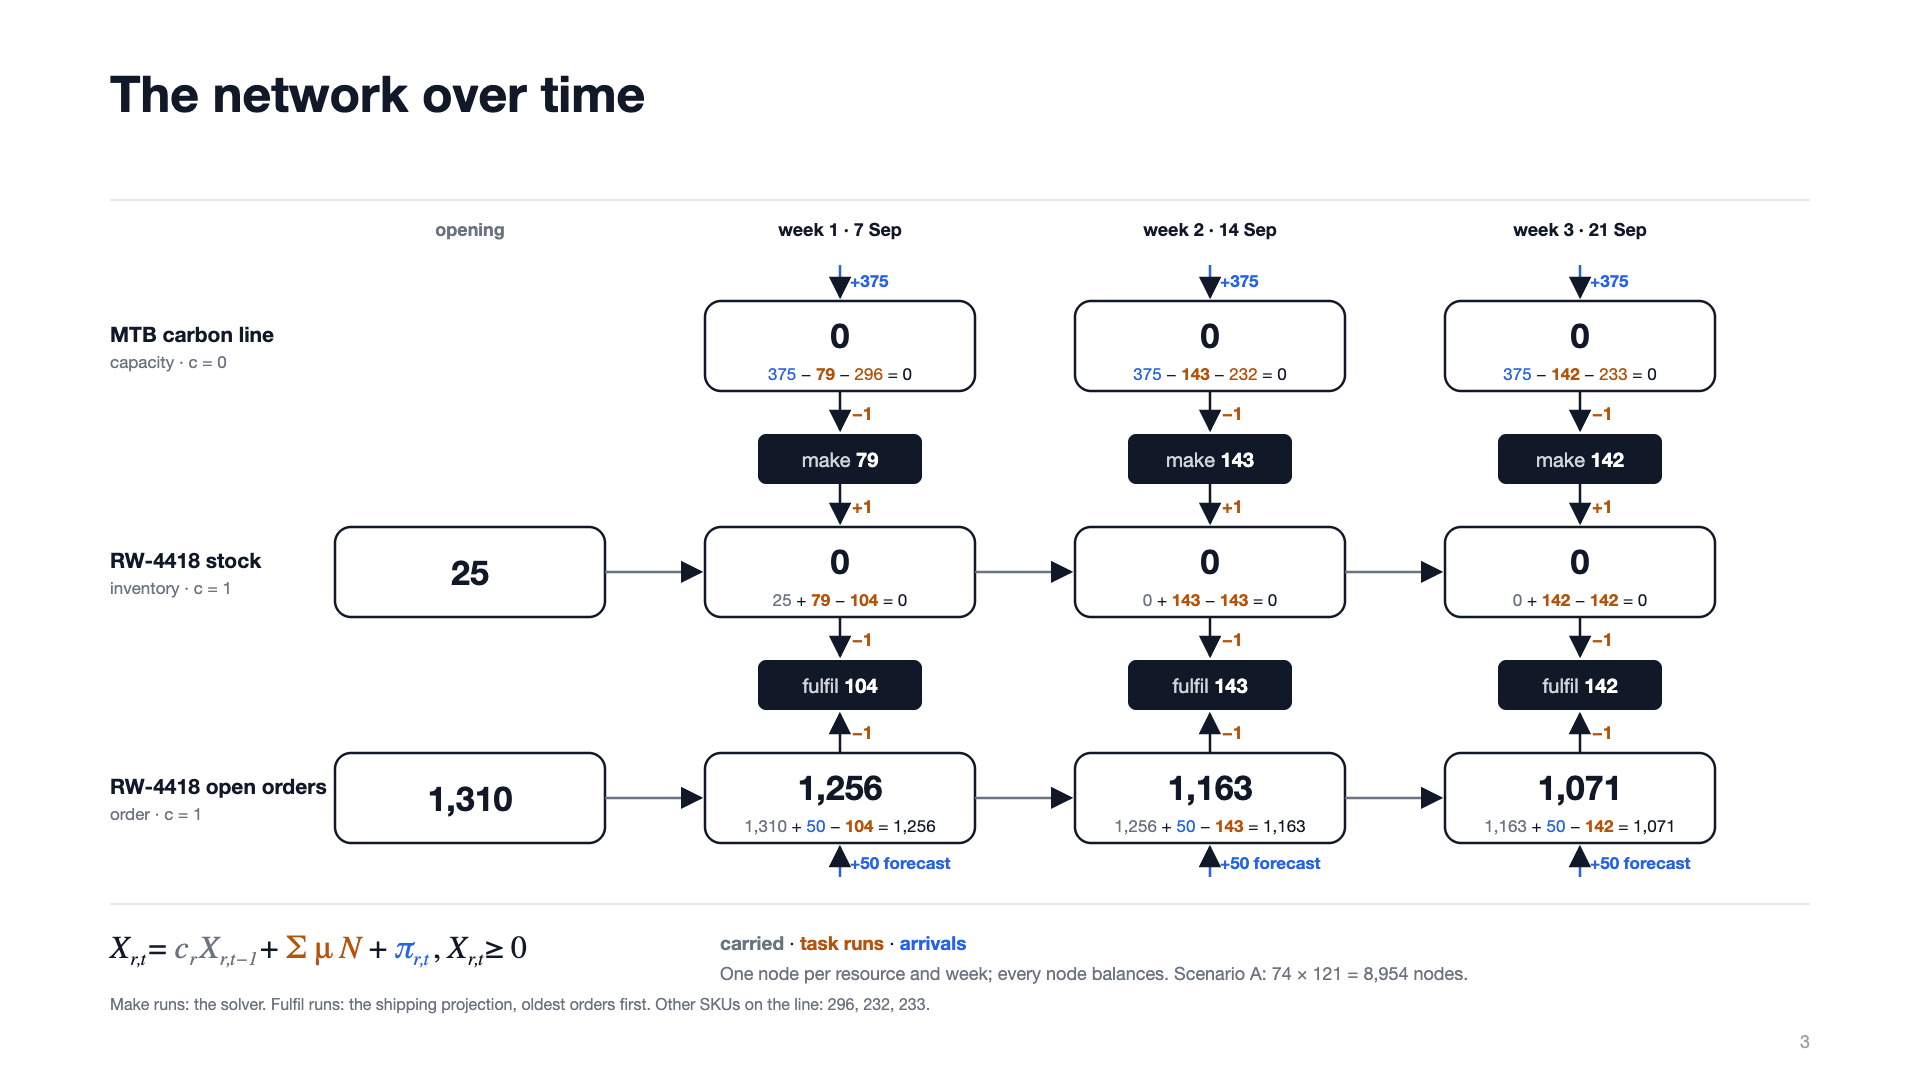 The network over time
opening
week 1 · 7 Sep
week 2 · 14 Sep
week 3 · 21 Sep
+375
+375
+375
MTB carbon line
capacity · c = 0
0
375 − 79 − 296 = 0
0
375 − 143 − 232 = 0
0
375 − 142 − 233 = 0
−1
−1
−1
make 79
make 143
make 142
+1
+1
+1
RW-4418 stock
inventory · c = 1
25
0
25 + 79 − 104 = 0
0
0 + 143 − 143 = 0
0
0 + 142 − 142 = 0
−1
−1
−1
fulfil 104
fulfil 143
fulfil 142
−1
−1
−1
RW-4418 open orders
order · c = 1
1,310
1,256
1,310 + 50 − 104 = 1,256
1,163
1,256 + 50 − 143 = 1,163
1,071
1,163 + 50 − 142 = 1,071
+50 forecast
+50 forecast
+50 forecast
X_{r,t} = c_r X_{r,t−1} + Σ μ N + π_{r,t}, X_{r,t} ≥ 0
carried · task runs · arrivals
One node per resource and week; every node balances. Scenario A: 74 × 121 = 8,954 nodes.
Make runs: the solver. Fulfil runs: the shipping projection, oldest orders first. Other SKUs on the line: 296, 232, 233.
3